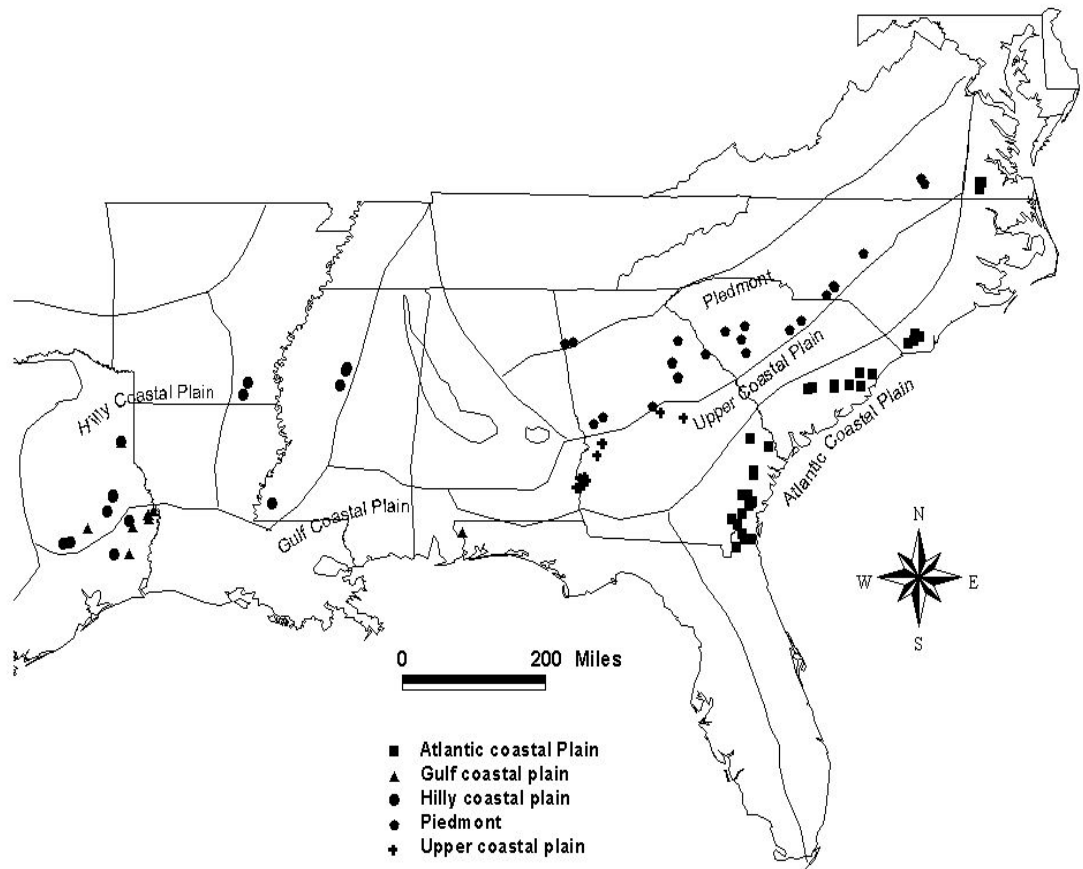 Piedmont
Hilly Coastal Plain
Upper Coastal Plain
Atlantic Coastal Plain
Gulf Coastal Plain
N
W E
S
0 200 Miles
Atlantic coastal Plain
Gulf coastal plain
Hilly coastal plain
Piedmont
Upper coastal plain